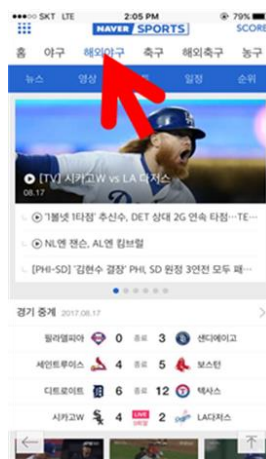 SKT LTE 2:05 PM 79%
NAVER SPORTS SCORE
홈 야구 해외야구 축구 해외축구 농구
뉴스 영상 일정 순위
[TV] 시카고W vs LA 다저스
08.17
'1볼넷 1타점' 추신수, DET 상대 2G 연속 타점…TE…
NL엔 잰슨, AL엔 킴브럴
[PHI-SD] '김현수 결장' PHI, SD 원정 3연전 모두 패…
경기 중계 2017.08.17
필라델피아 0 종료 3 샌디에이고
세인트루이스 4 종료 5 보스턴
디트로이트 6 종료 12 텍사스
시카고W 4 LIVE 2 LA다저스